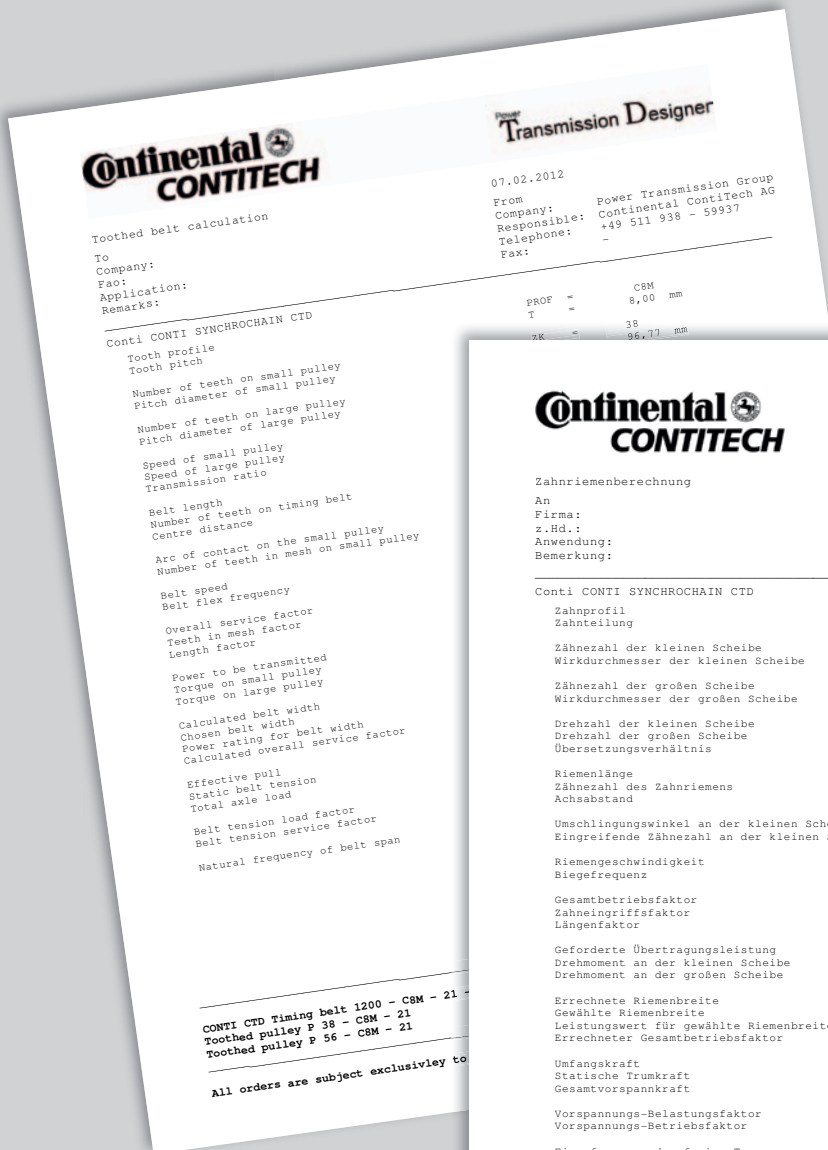 Continental
CONTITECH
Power
Transmission Designer
07.02.2012
Toothed belt calculation
To
Company:
Fao:
Application:
Remarks:
From
Company: Power Transmission Group
Responsible: Continental ContiTech AG
Telephone: +49 511 938 - 59937
Fax: -
Conti CONTI SYNCHROCHAIN CTD
Tooth profile PROF = C8M
Tooth pitch T = 8,00 mm
Number of teeth on small pulley ZK = 38
Pitch diameter of small pulley 96,77 mm
Number of teeth on large pulley
Pitch diameter of large pulley
Speed of small pulley
Speed of large pulley
Transmission ratio
Belt length
Number of teeth on timing belt
Centre distance
Arc of contact on the small pulley
Number of teeth in mesh on small pulley
Belt speed
Belt flex frequency
Overall service factor
Teeth in mesh factor
Length factor
Power to be transmitted
Torque on small pulley
Torque on large pulley
Calculated belt width
Chosen belt width
Power rating for belt width
Calculated overall service factor
Effective pull
Static belt tension
Total axle load
Belt tension load factor
Belt tension service factor
Natural frequency of belt span
CONTI CTD Timing belt 1200 - C8M - 21 -
Toothed pulley P 38 - C8M - 21
Toothed pulley P 56 - C8M - 21
All orders are subject exclusivley to
Continental
CONTITECH
Zahnriemenberechnung
An
Firma:
z.Hd.:
Anwendung:
Bemerkung:
Conti CONTI SYNCHROCHAIN CTD
Zahnprofil
Zahnteilung
Zähnezahl der kleinen Scheibe
Wirkdurchmesser der kleinen Scheibe
Zähnezahl der großen Scheibe
Wirkdurchmesser der großen Scheibe
Drehzahl der kleinen Scheibe
Drehzahl der großen Scheibe
Übersetzungsverhältnis
Riemenlänge
Zähnezahl des Zahnriemens
Achsabstand
Umschlingungswinkel an der kleinen
Eingreifende Zähnezahl an der kleinen
Riemengeschwindigkeit
Biegefrequenz
Gesamtbetriebsfaktor
Zahneingriffsfaktor
Längenfaktor
Geforderte Übertragungsleistung
Drehmoment an der kleinen Scheibe
Drehmoment an der großen Scheibe
Errechnete Riemenbreite
Gewählte Riemenbreite
Leistungswert für gewählte Riemenbreite
Errechneter Gesamtbetriebsfaktor
Umfangskraft
Statische Trumkraft
Gesamtvorspannkraft
Vorspannungs-Belastungsfaktor
Vorspannungs-Betriebsfaktor